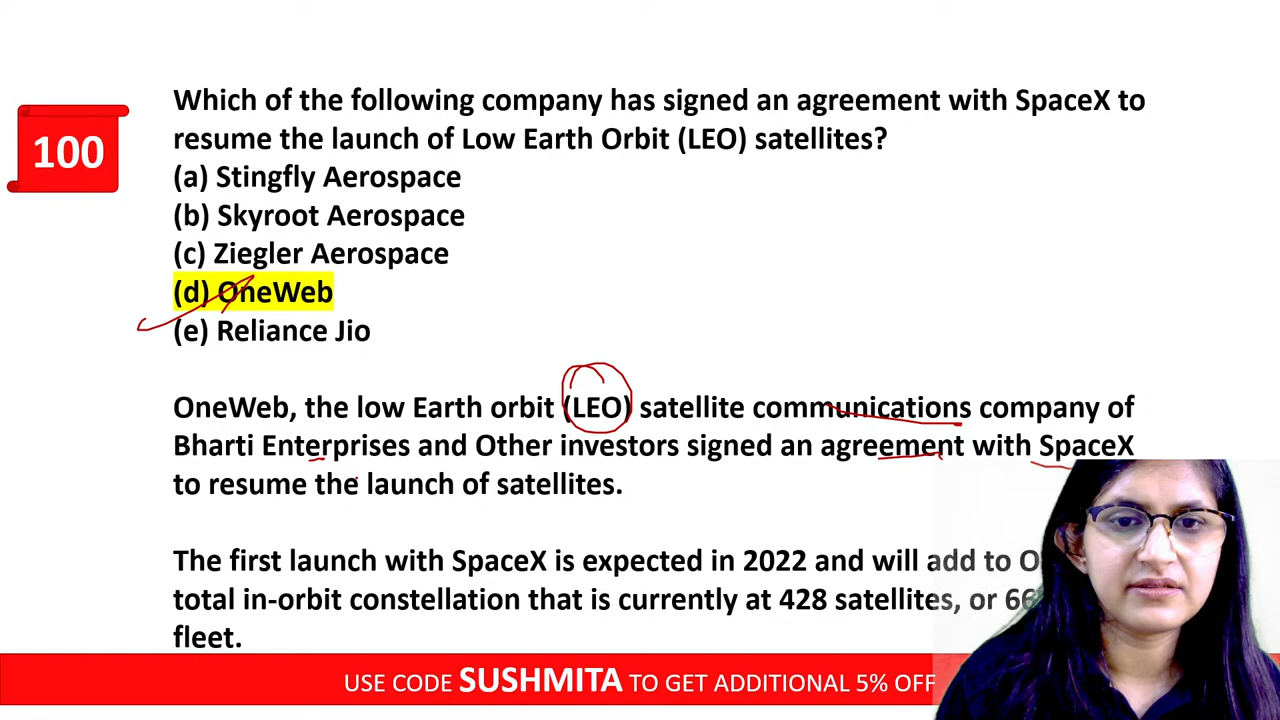 100
Which of the following company has signed an agreement with SpaceX to
resume the launch of Low Earth Orbit (LEO) satellites?
(a) Stingfly Aerospace
(b) Skyroot Aerospace
(c) Ziegler Aerospace
(d) OneWeb
(e) Reliance Jio
OneWeb, the low Earth orbit (LEO) satellite communications company of
Bharti Enterprises and Other investors signed an agreement with SpaceX
to resume the launch of satellites.
The first launch with SpaceX is expected in 2022 and will add to
total in-orbit constellation that is currently at 428 satellites, or
fleet.
USE CODE SUSHMITA TO GET ADDITIONAL 5% OFF